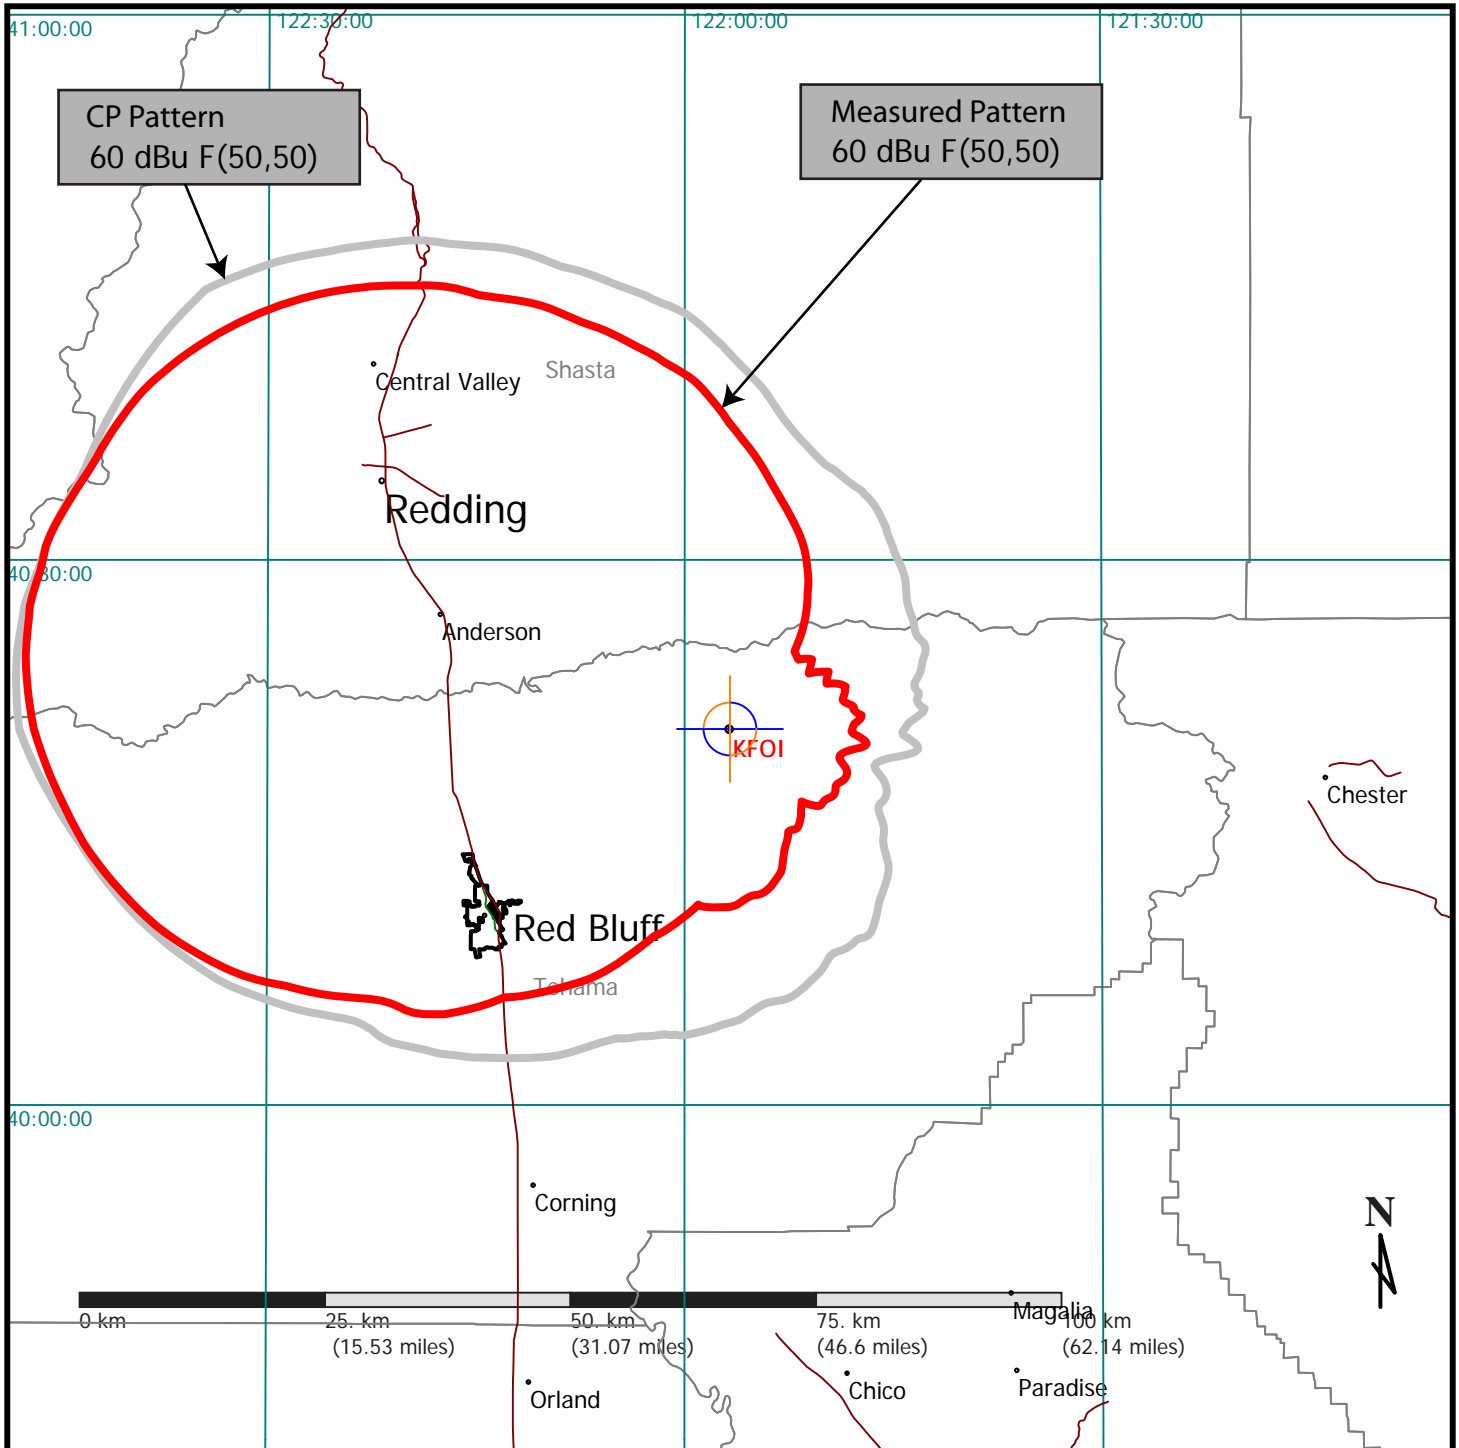 41:00:00
122:30:00
122:00:00
121:30:00
CP Pattern
60 dBu F(50,50)
Measured Pattern
60 dBu F(50,50)
Shasta
Central Valley
Redding
40:30:00
Anderson
KFOI
Chester
Red Bluff
Tehama
40:00:00
Corning
N
Magalia
0 km
25. km
50. km
75. km
100 km
(15.53 miles)
(31.07 miles)
(46.6 miles)
(62.14 miles)
Orland
Chico
Paradise